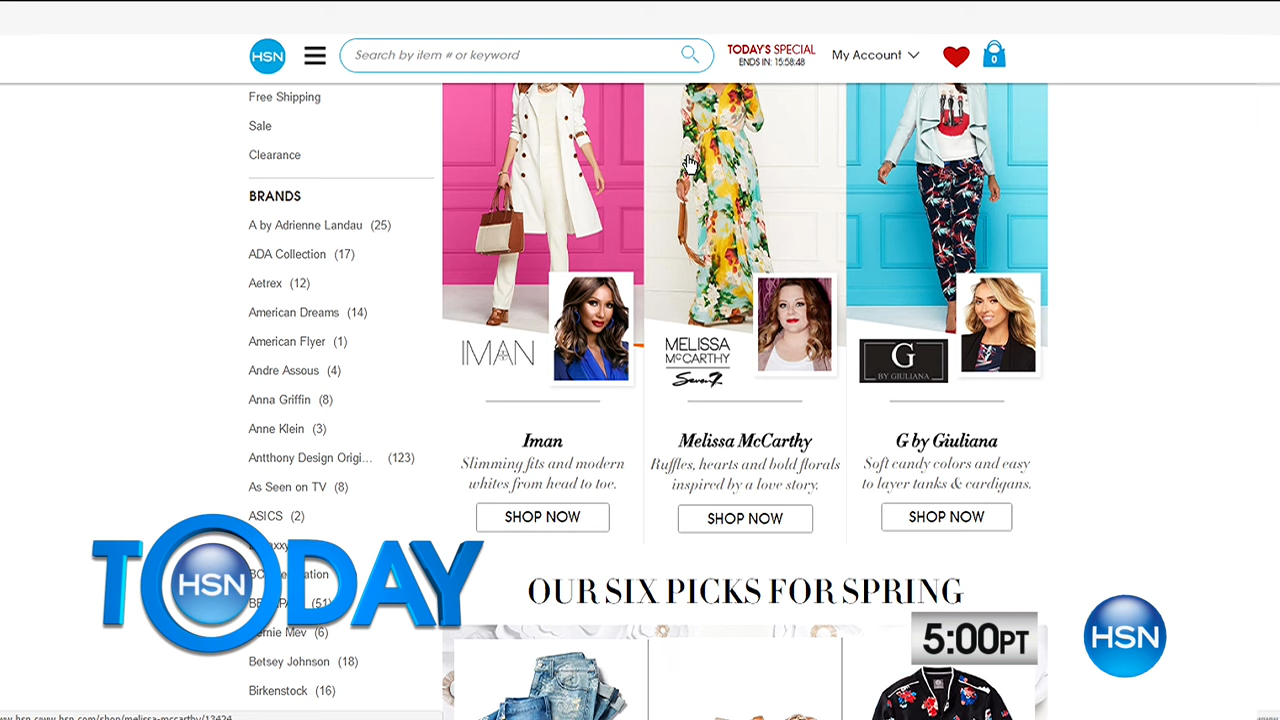 HSN
Search by item # or keyword
TODAY'S SPECIAL
ENDS IN: 15:58:48
My Account
0
Free Shipping
Sale
Clearance
BRANDS
A by Adrienne Landau (25)
ADA Collection (17)
Aetrex (12)
American Dreams (14)
American Flyer (1)
Andre Assous (4)
Anna Griffin (8)
Anne Klein (3)
Antthony Design Origi... (123)
As Seen on TV (8)
ASICS (2)
(51)
Bernie Mev (6)
Betsey Johnson (18)
Birkenstock (16)
IMAN
Iman
Slimming fits and modern
whites from head to toe.
SHOP NOW
MELISSA
McCARTHY
Seven7
Melissa McCarthy
Ruffles, hearts and bold florals
inspired by a love story.
SHOP NOW
G
BY GIULIANA
G by Giuliana
Soft candy colors and easy
to layer tanks & cardigans.
SHOP NOW
OUR SIX PICKS FOR SPRING
TODAY
HSN
5:00PT
HSN